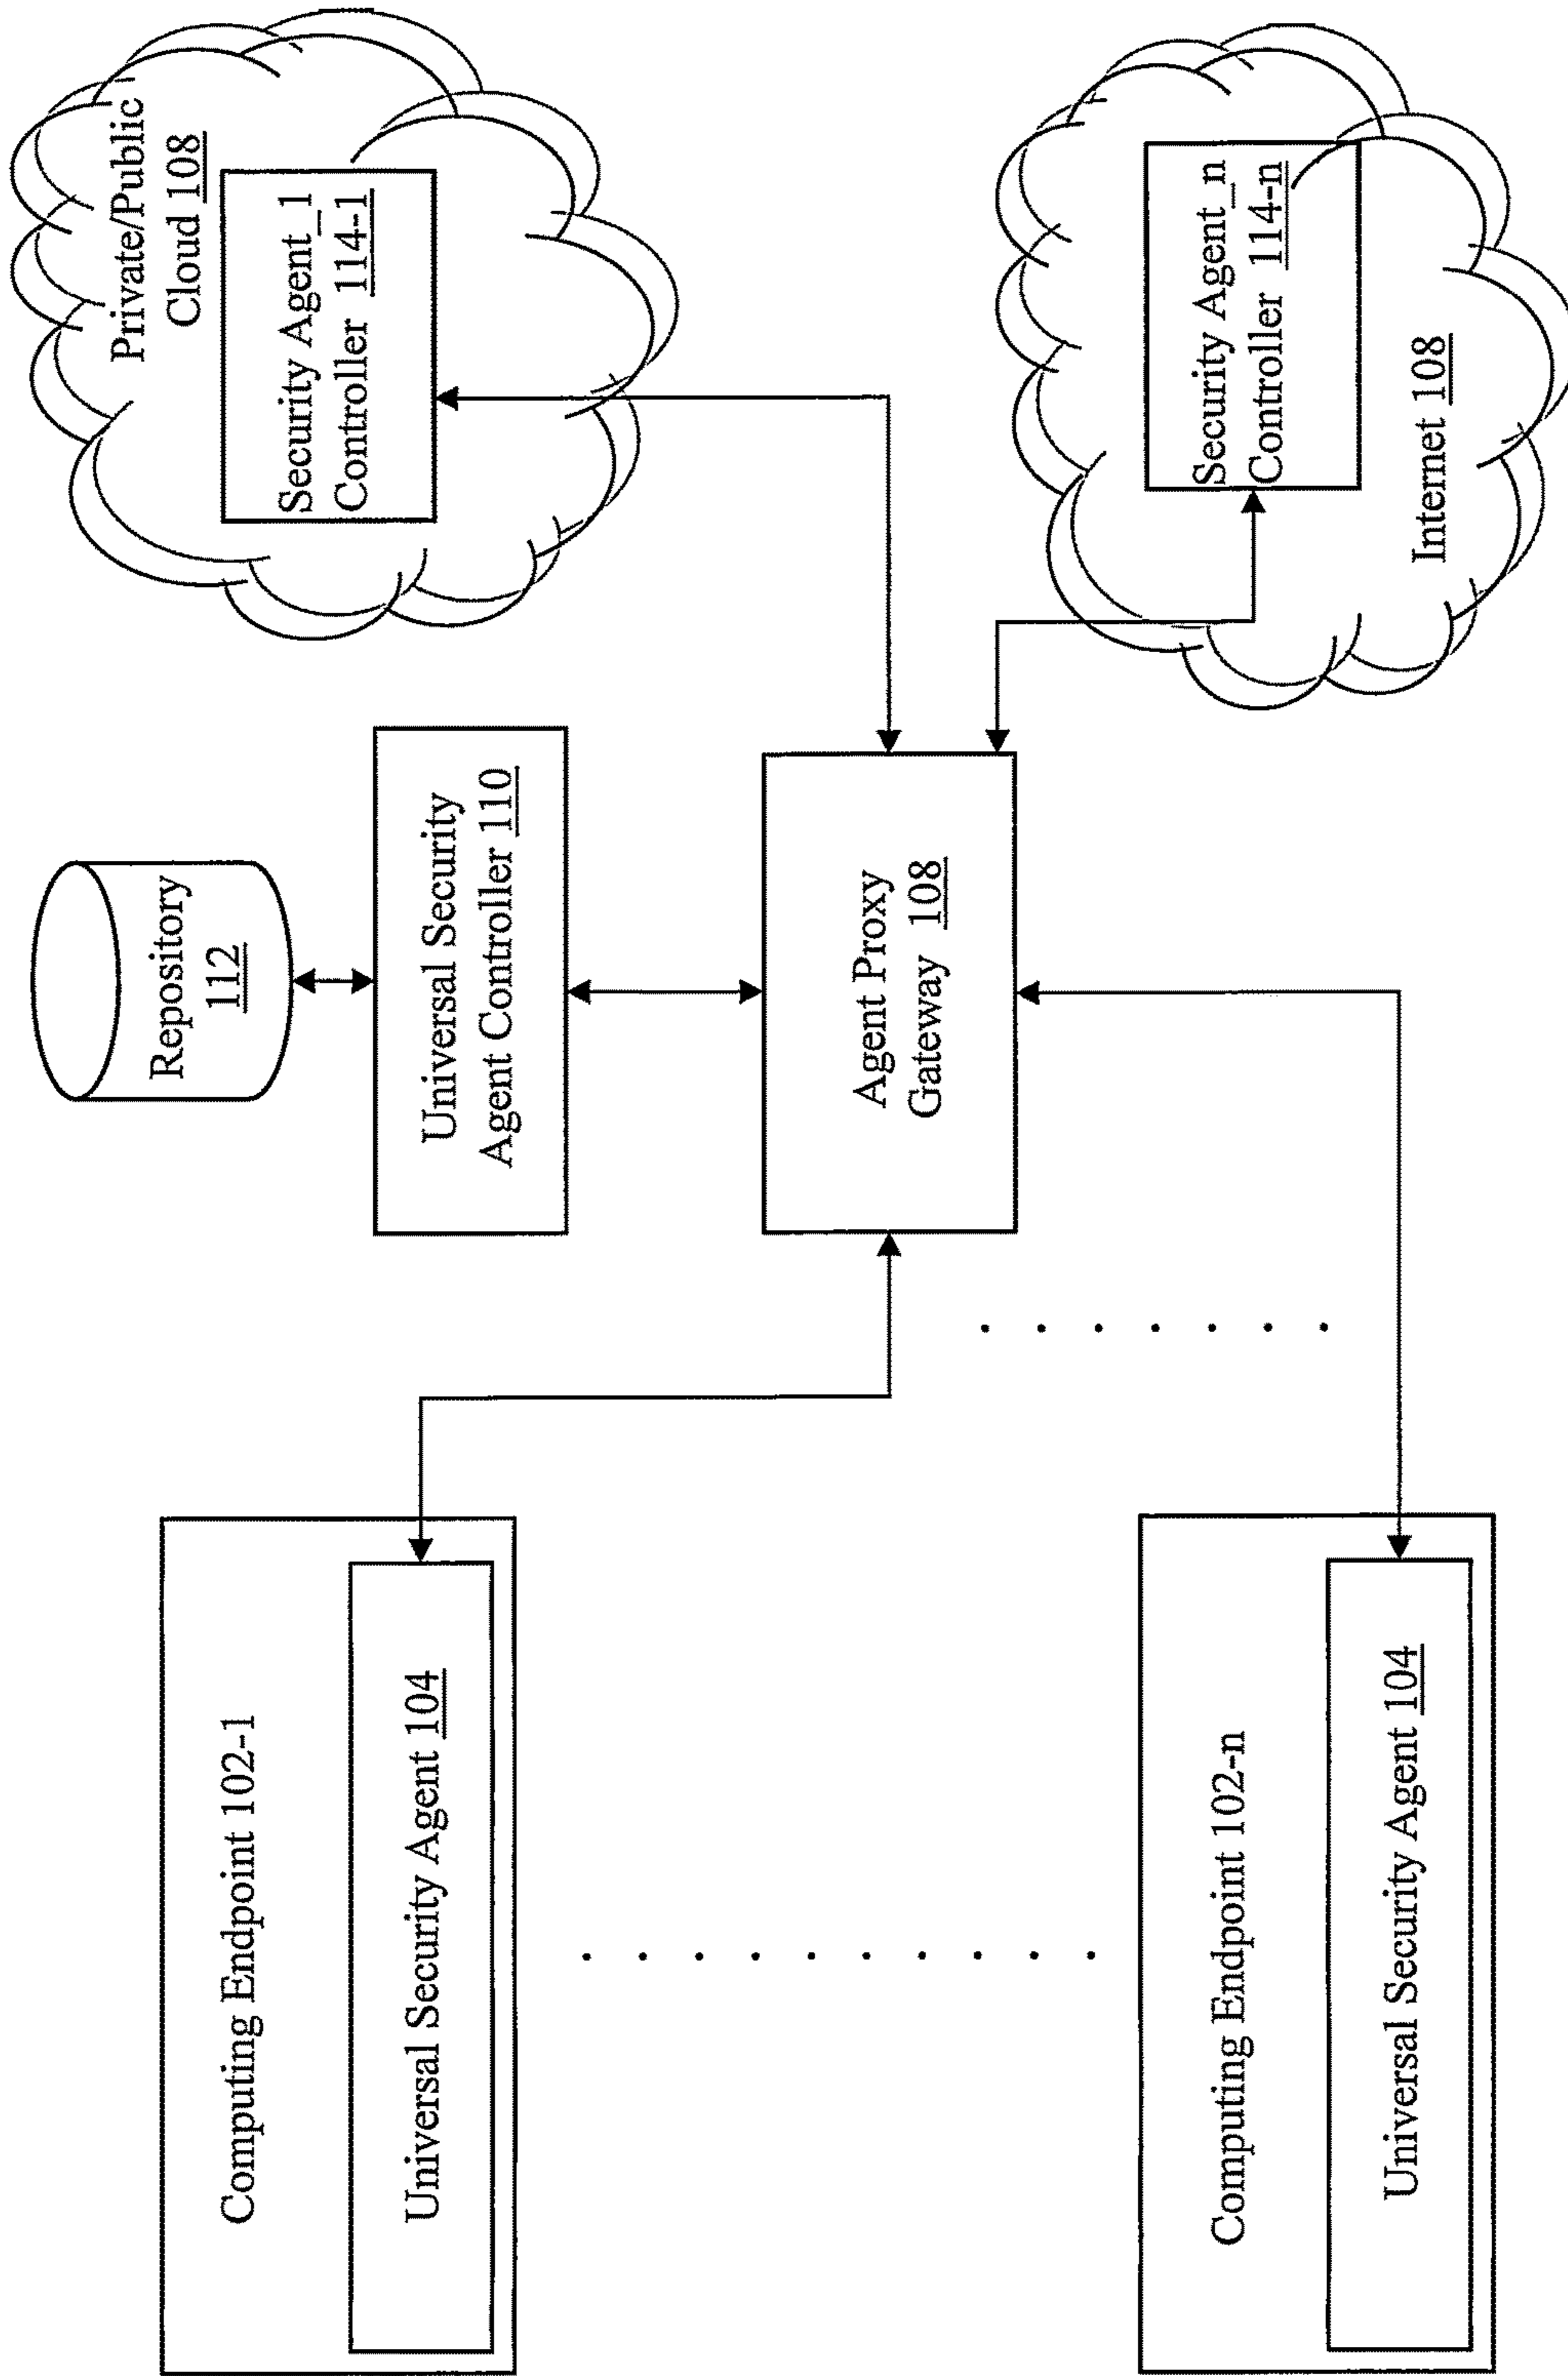 Computing Endpoint 102-1
Universal Security Agent 104
Computing Endpoint 102-n
Universal Security Agent 104
Repository
112
Universal Security
Agent Controller 110
Agent Proxy
Gateway 108
Private/Public
Cloud 108
Security Agent_1
Controller 114-1
Security Agent_n
Controller 114-n
Internet 108